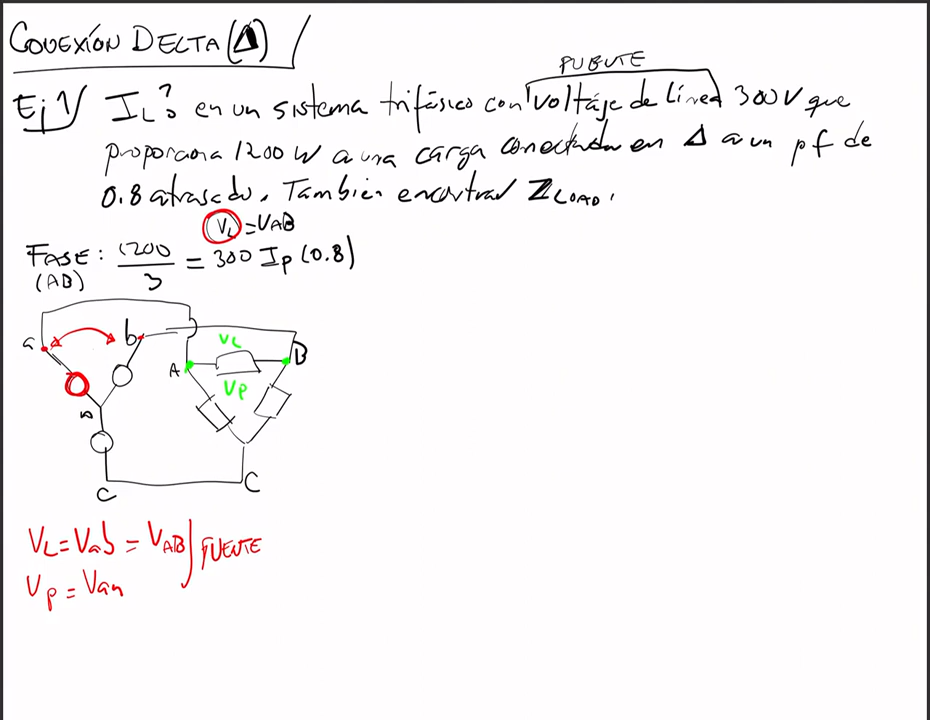 CONEXIÓN DELTA (Δ)
FUENTE
Ej 1/ IL? en un sistema trifásico con voltaje de línea 300V que
proporciona 1200 W a una carga conectada en Δ a un pf de
0.8 atrasado. También encontrar ZLOAD.
VL = VAB
FASE: 1200/3 = 300 Ip (0.8)
(AB)
a b VL B
A Vp
n
c C
VL = Vab = VAB FUENTE
Vp = Van